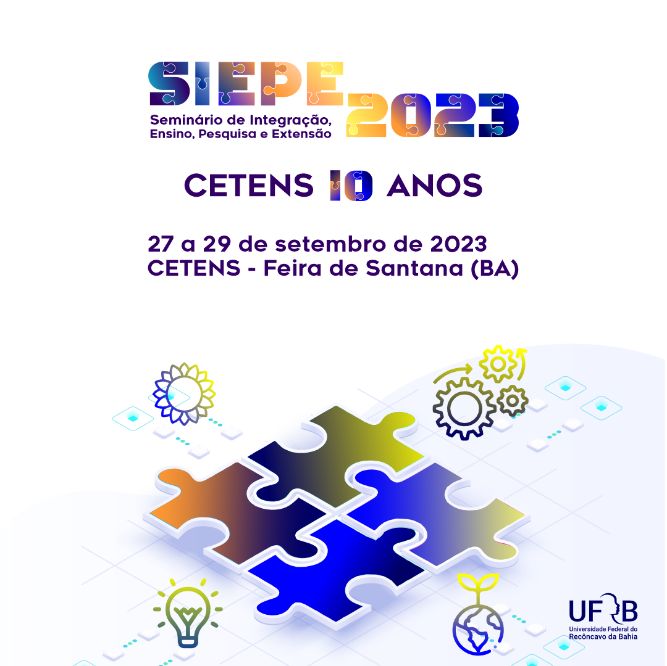 SIEPE
2023
Seminário de Integração,
Ensino, Pesquisa e Extensão
CETENS 10 ANOS
27 a 29 de setembro de 2023
CETENS - Feira de Santana (BA)
UFRB
Universidade Federal do
Recôncavo da Bahia